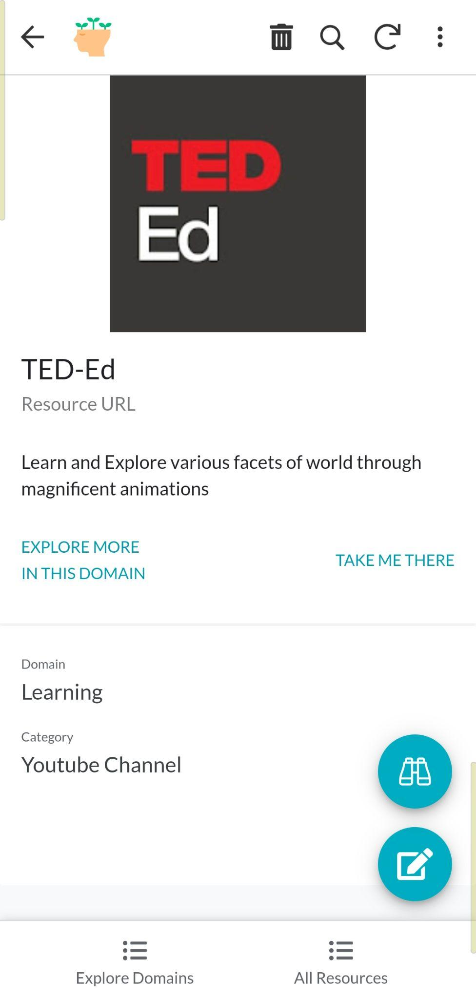 TED
Ed
TED-Ed
Resource URL
Learn and Explore various facets of world through
magnificent animations
EXPLORE MORE
IN THIS DOMAIN
TAKE ME THERE
Domain
Learning
Category
Youtube Channel
Explore Domains
All Resources